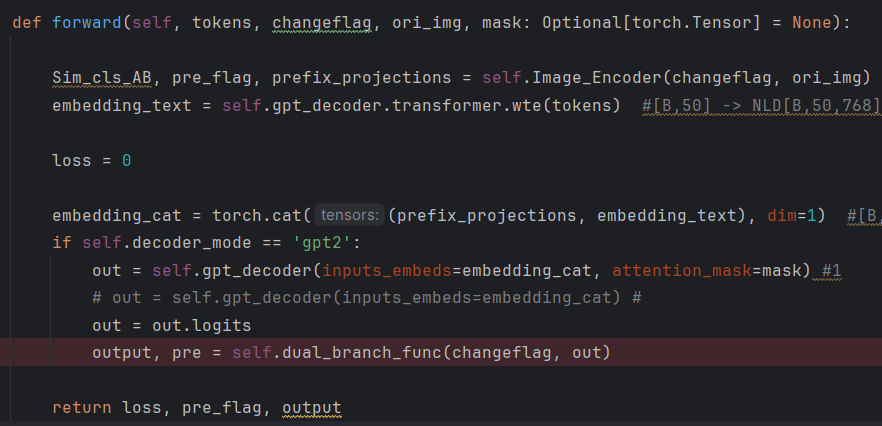 def forward(self, tokens, changeflag, ori_img, mask: Optional[torch.Tensor] = None):
Sim_cls_AB, pre_flag, prefix_projections = self.Image_Encoder(changeflag, ori_img)
embedding_text = self.gpt_decoder.transformer.wte(tokens)  #[B,50] -> NLD[B,50,768]
loss = 0
embedding_cat = torch.cat( tensors: (prefix_projections, embedding_text), dim=1)  #[B,
if self.decoder_mode == 'gpt2':
out = self.gpt_decoder(inputs_embeds=embedding_cat, attention_mask=mask) #1
# out = self.gpt_decoder(inputs_embeds=embedding_cat) #
out = out.logits
output, pre = self.dual_branch_func(changeflag, out)
return loss, pre_flag, output